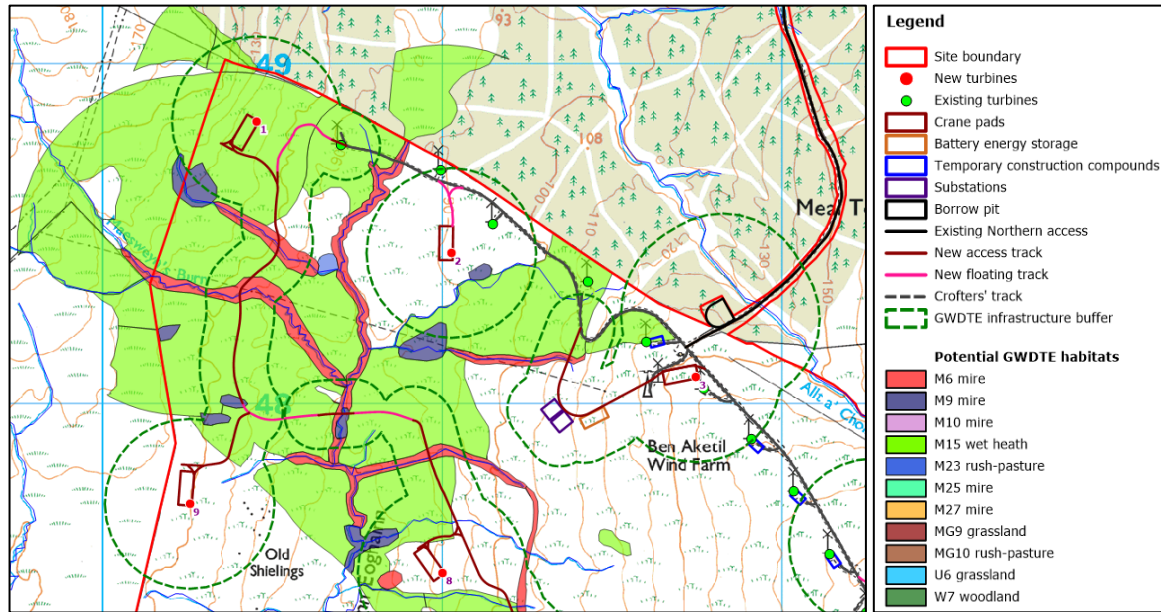 180
170
93
49
130
1
108
100
110
120
130
150
2
Burn
48
3
Ben Aketil
Wind Farm
9
Old
Shielings
8
Legend
Site boundary
New turbines
Existing turbines
Crane pads
Battery energy storage
Temporary construction compounds
Substations
Borrow pit
Existing Northern access
New access track
New floating track
Crofters' track
GWDTE infrastructure buffer
Potential GWDTE habitats
M6 mire
M9 mire
M10 mire
M15 wet heath
M23 rush-pasture
M25 mire
M27 mire
MG9 grassland
MG10 rush-pasture
U6 grassland
W7 woodland